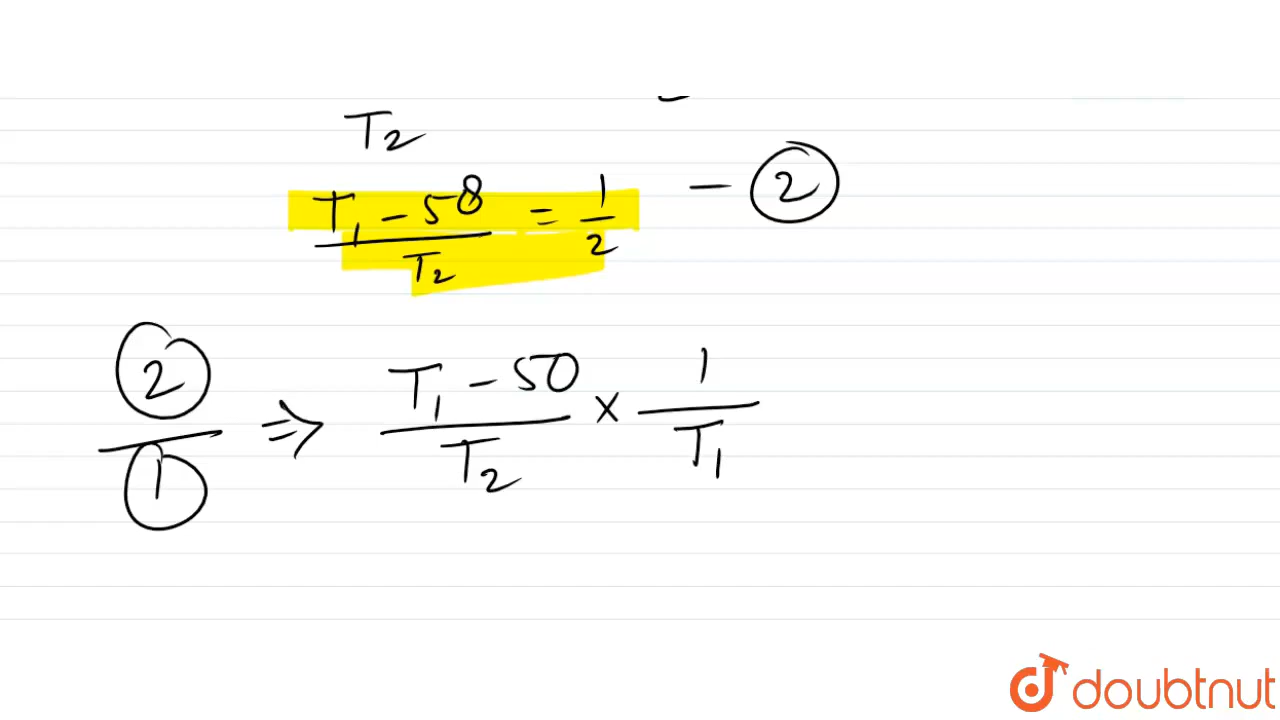 T₂
(T₁ - 58)/T₂ = 1/2 - ②
②/① ⇒ (T₁ - 50)/T₂ × 1/T₁
doubtnut